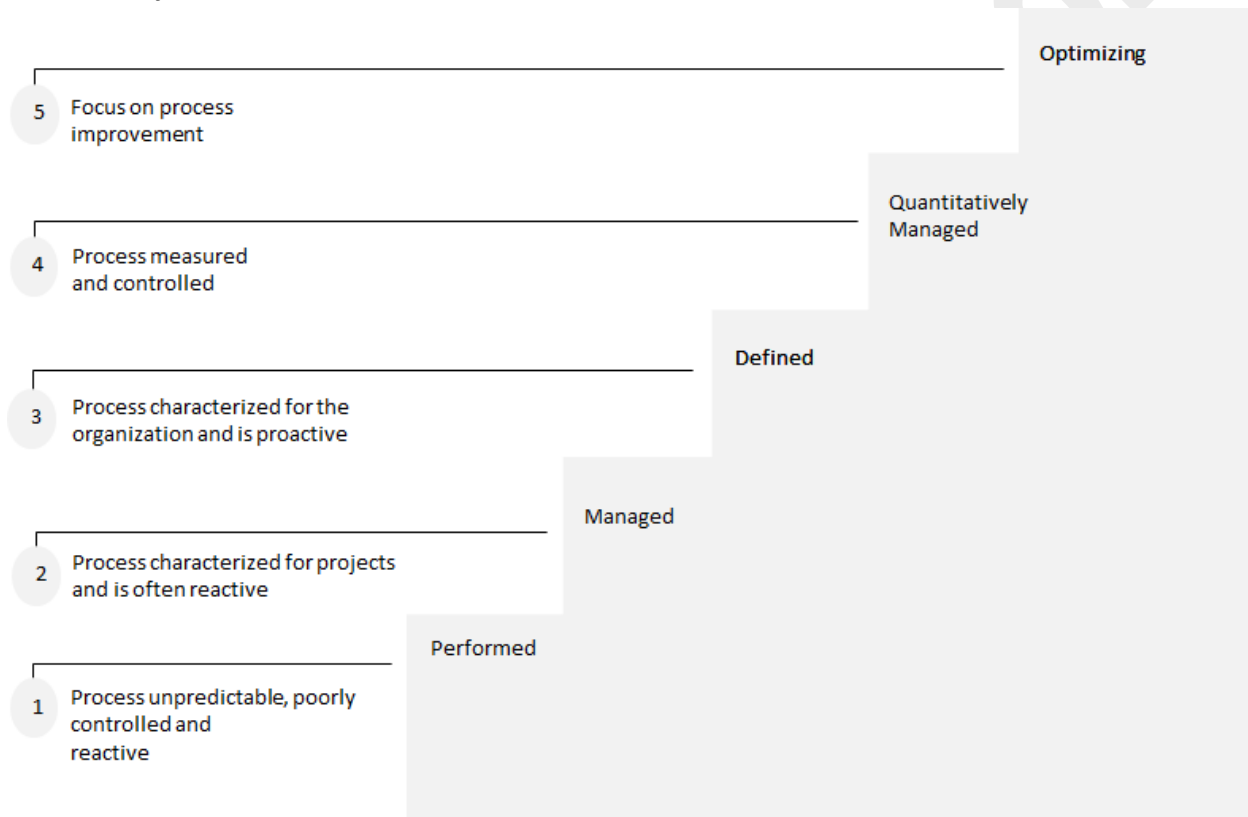 Optimizing
5
Focus on process
improvement
Quantitatively
Managed
4
Process measured
and controlled
Defined
3
Process characterized for the
organization and is proactive
Managed
2
Process characterized for projects
and is often reactive
Performed
1
Process unpredictable, poorly
controlled and
reactive